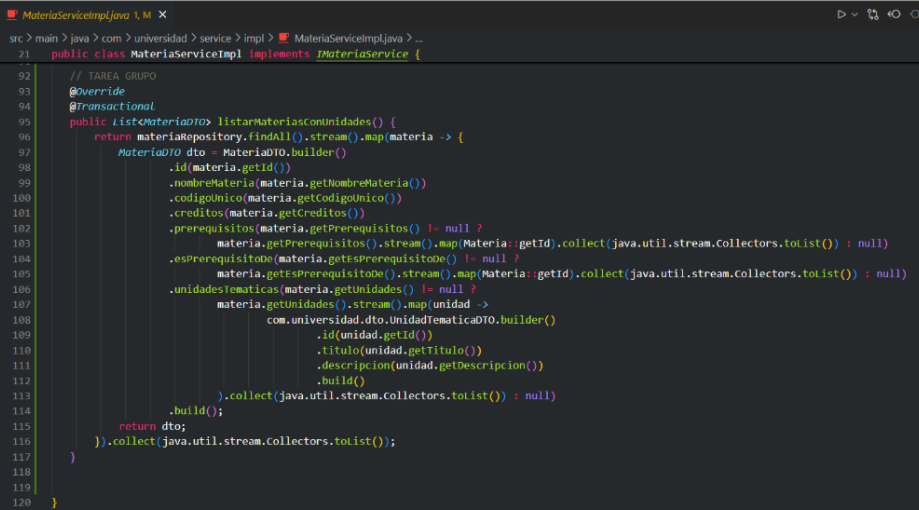 MateriaServiceImpl.java 1, M ×
src > main > java > com > universidad > service > impl > MateriaServiceImpl.java > ...
21 public class MateriaServiceImpl implements IMateriaService {
92 // TAREA GRUPO
93 @Override
94 @Transactional
95 public List<MateriaDTO> listarMateriasConUnidades() {
96 return materiaRepository.findAll().stream().map(materia -> {
97 MateriaDTO dto = MateriaDTO.builder()
98 .id(materia.getId())
99 .nombreMateria(materia.getNombreMateria())
100 .codigoUnico(materia.getCodigoUnico())
101 .creditos(materia.getCreditos())
102 .prerequisitos(materia.getPrerequisitos() != null ?
103 materia.getPrerequisitos().stream().map(Materia::getId).collect(java.util.stream.Collectors.toList()) : null)
104 .esPrerequisitoDe(materia.getEsPrerequisitoDe() != null ?
105 materia.getEsPrerequisitoDe().stream().map(Materia::getId).collect(java.util.stream.Collectors.toList()) : null)
106 .unidadesTematicas(materia.getUnidades() != null ?
107 materia.getUnidades().stream().map(unidad ->
108 com.universidad.dto.UnidadTematicaDTO.builder()
109 .id(unidad.getId())
110 .titulo(unidad.getTitulo())
111 .descripcion(unidad.getDescripcion())
112 .build()
113 ).collect(java.util.stream.Collectors.toList()) : null)
114 .build();
115 return dto;
116 }).collect(java.util.stream.Collectors.toList());
117 }
118
119
120 }